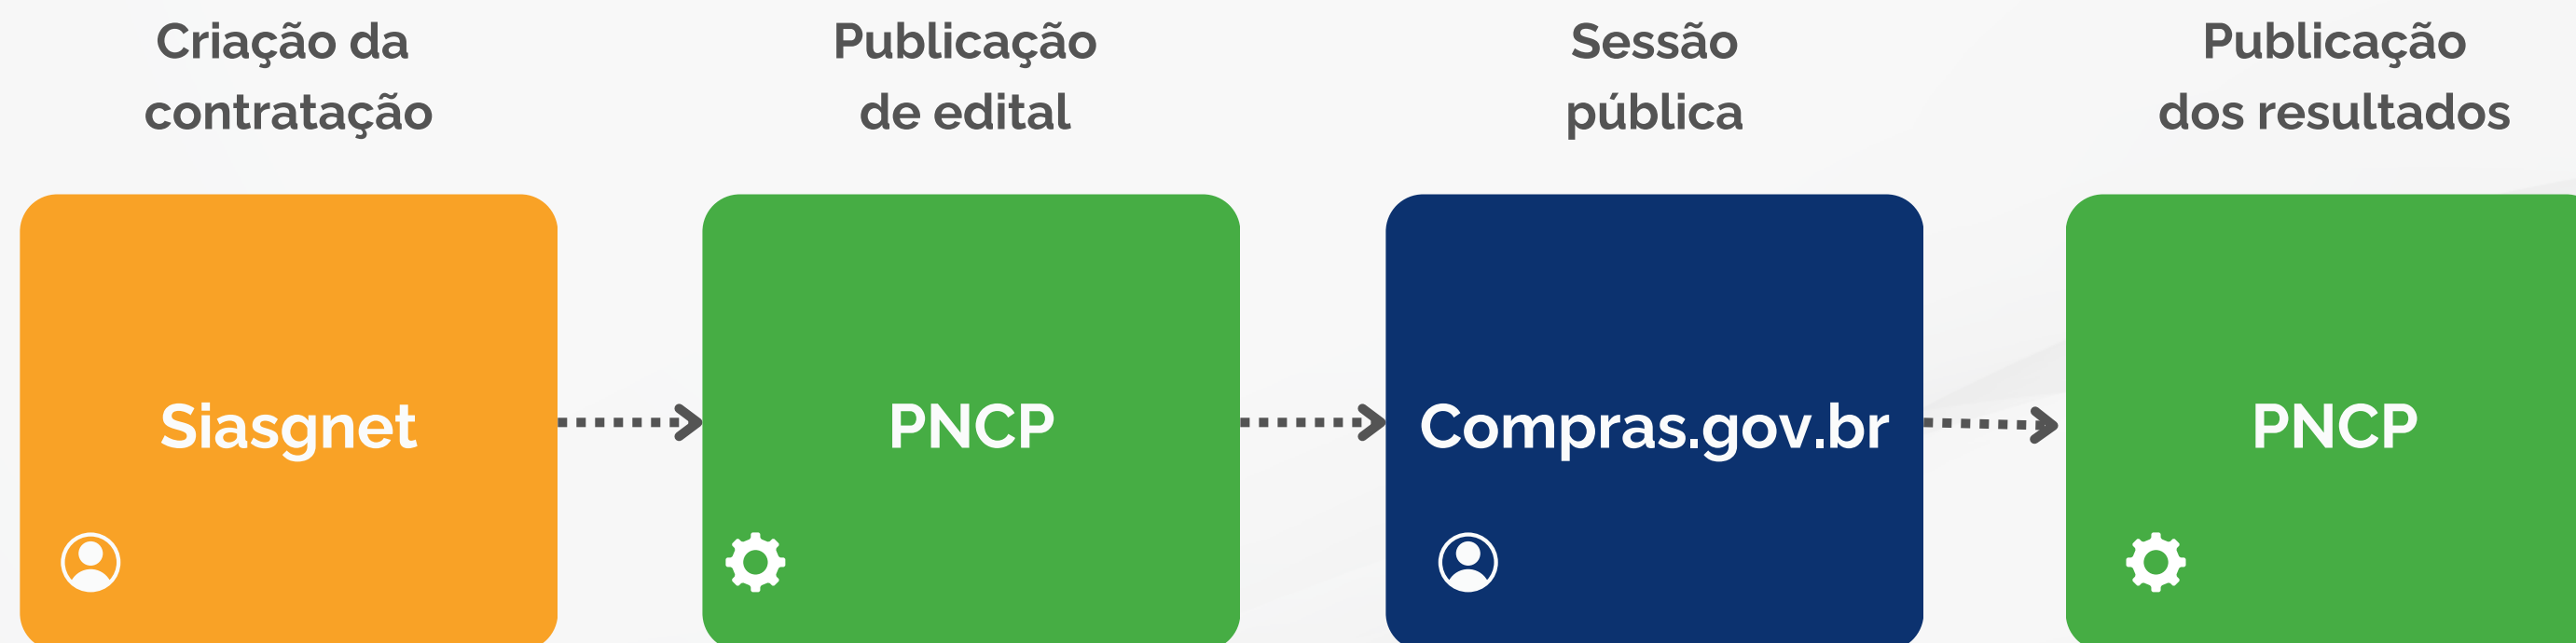 Criação da
contratação
Publicação
de edital
Sessão
pública
Publicação
dos resultados
Siasgnet
PNCP
Compras.gov.br
PNCP